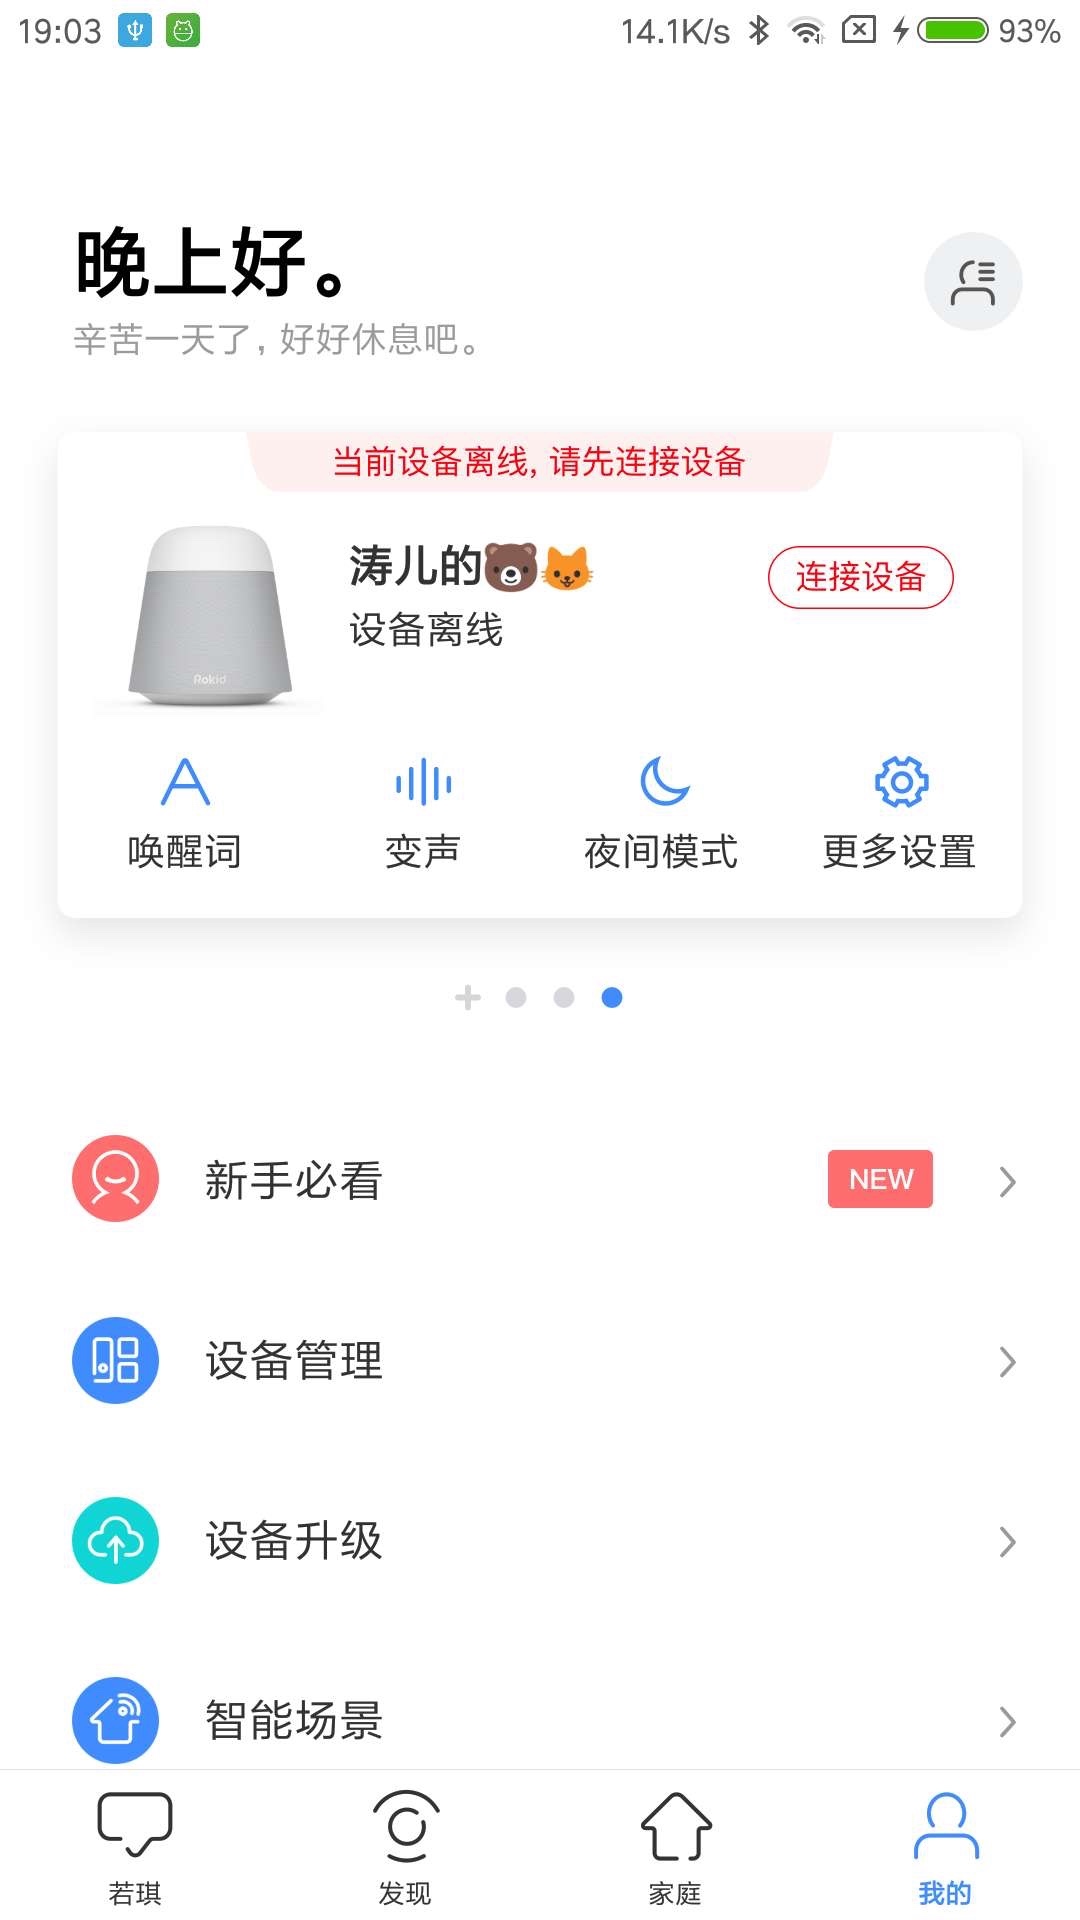 19:03 14.1K/s 93%
晚上好。
辛苦一天了，好好休息吧。
当前设备离线，请先连接设备
涛儿的🐻🐱
连接设备
设备离线
Rokid
唤醒词 变声 夜间模式 更多设置
新手必看 NEW
设备管理
设备升级
智能场景
若琪 发现 家庭 我的